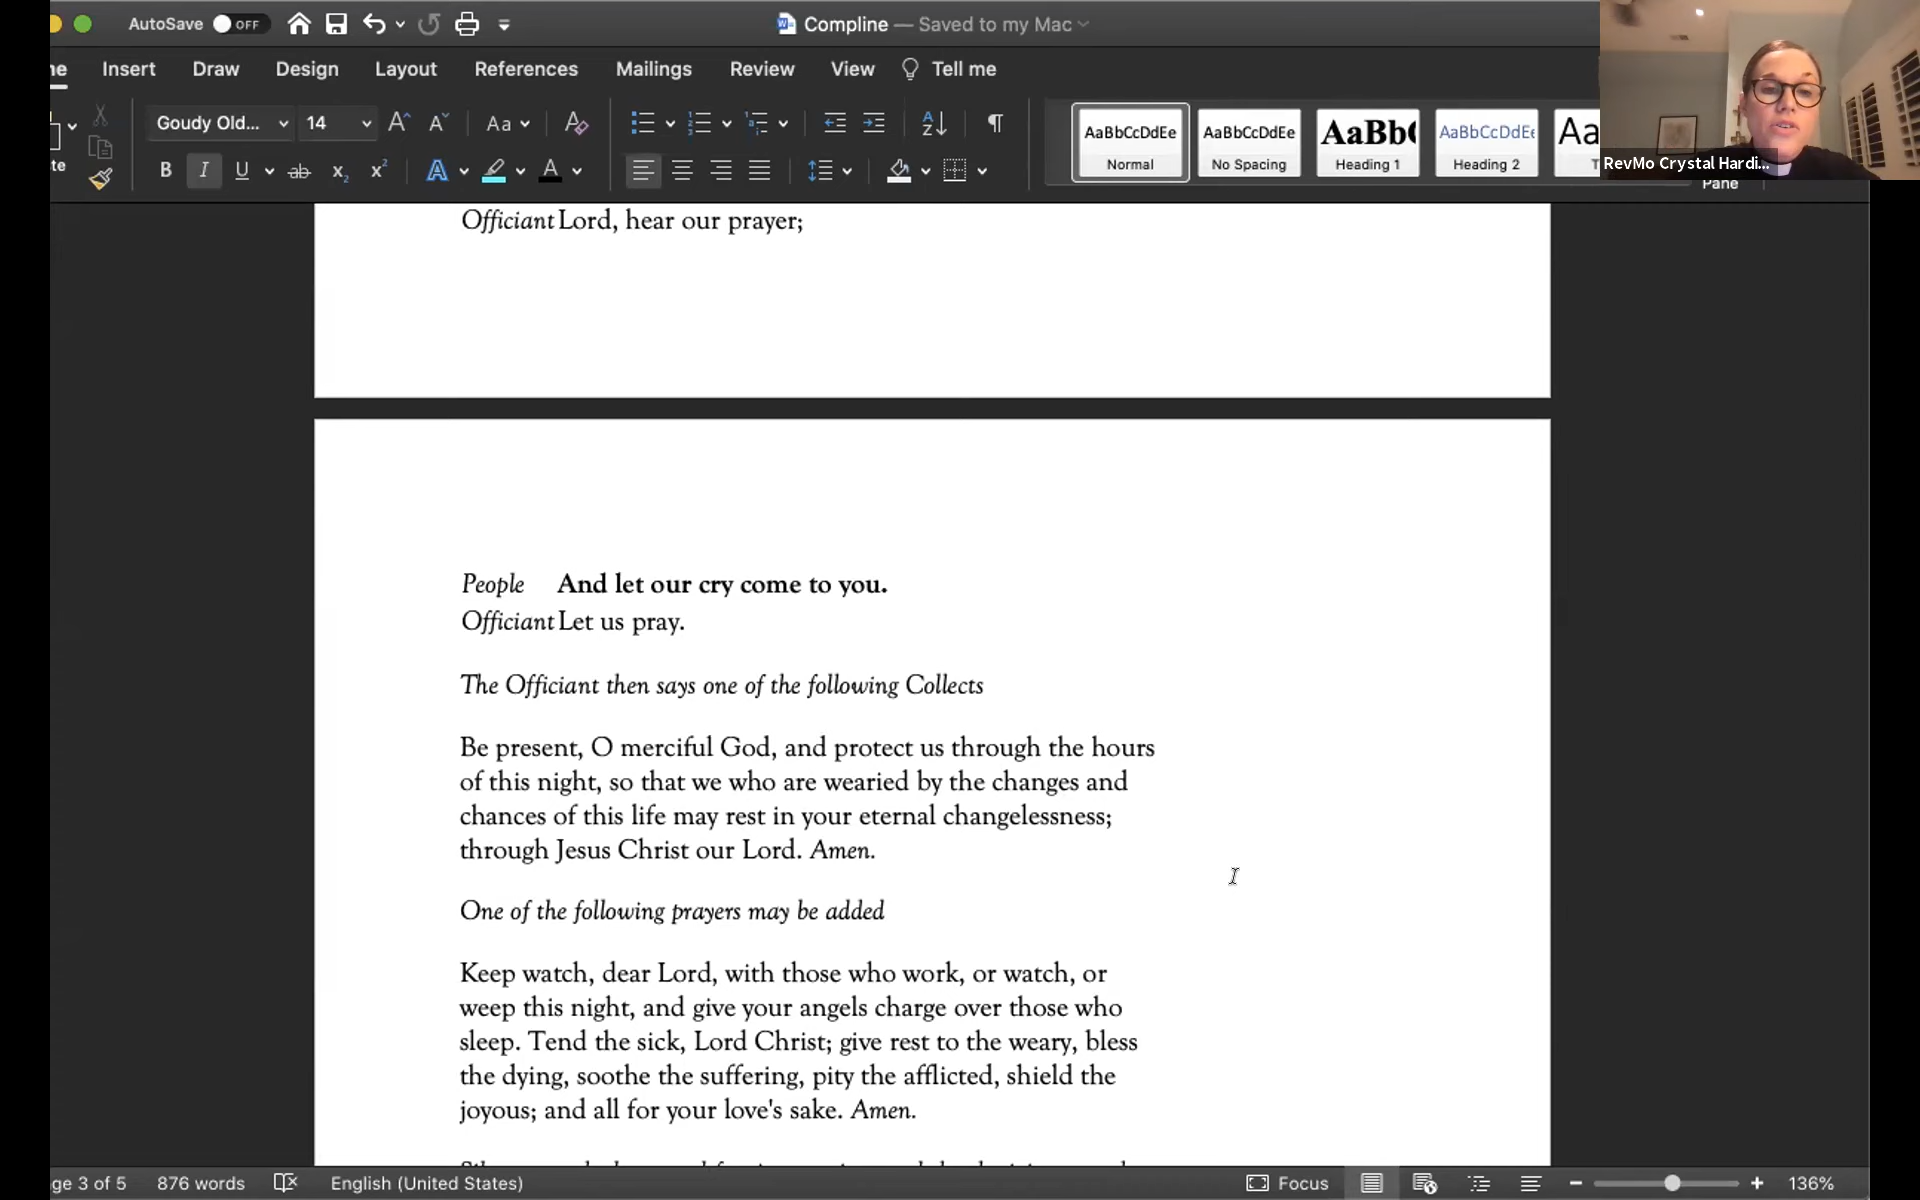 AutoSave OFF Compline — Saved to my Mac
Insert Draw Design Layout References Mailings Review View Tell me
Goudy Old... 14 Aa AaBbCcDdEe AaBbCcDdEe AaBb( AaBbCcDdEe Aa
B I U ab x2 x2 A A Normal No Spacing Heading 1 Heading 2
RevMo Crystal Hardi...
Pane
Officiant Lord, hear our prayer;
People And let our cry come to you.
Officiant Let us pray.
The Officiant then says one of the following Collects
Be present, O merciful God, and protect us through the hours
of this night, so that we who are wearied by the changes and
chances of this life may rest in your eternal changelessness;
through Jesus Christ our Lord. Amen.
One of the following prayers may be added
Keep watch, dear Lord, with those who work, or watch, or
weep this night, and give your angels charge over those who
sleep. Tend the sick, Lord Christ; give rest to the weary, bless
the dying, soothe the suffering, pity the afflicted, shield the
joyous; and all for your love's sake. Amen.
ge 3 of 5 876 words English (United States) Focus 136%